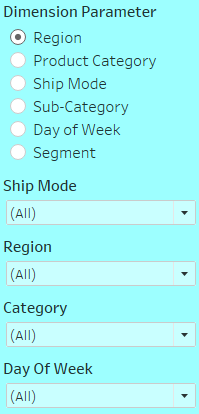 Dimension Parameter
Region
Product Category
Ship Mode
Sub-Category
Day of Week
Segment
Ship Mode
(All)
Region
(All)
Category
(All)
Day Of Week
(All)